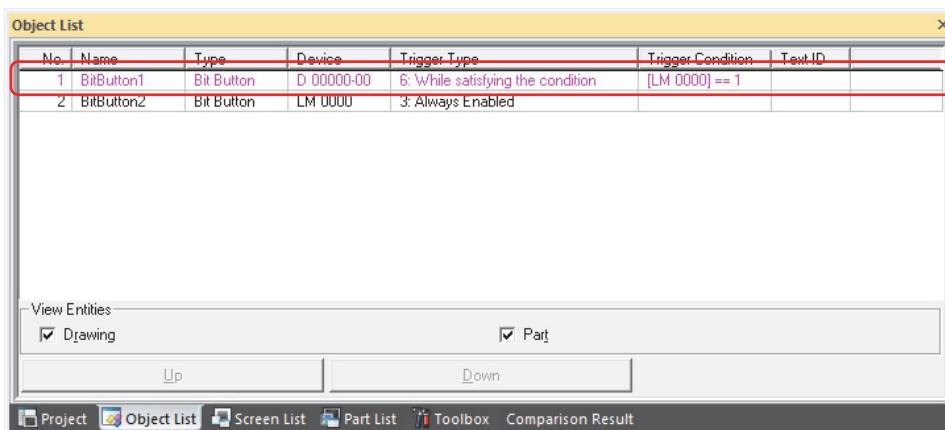 Object List
No. Name Type Device Trigger Type Trigger Condition Text ID
1 BitButton1 Bit Button D 00000-00 6: While satisfying the condition [LM 0000] == 1
2 BitButton2 Bit Button LM 0000 3: Always Enabled
View Entities
Drawing Part
Up Down
Project Object List Screen List Part List Toolbox Comparison Result